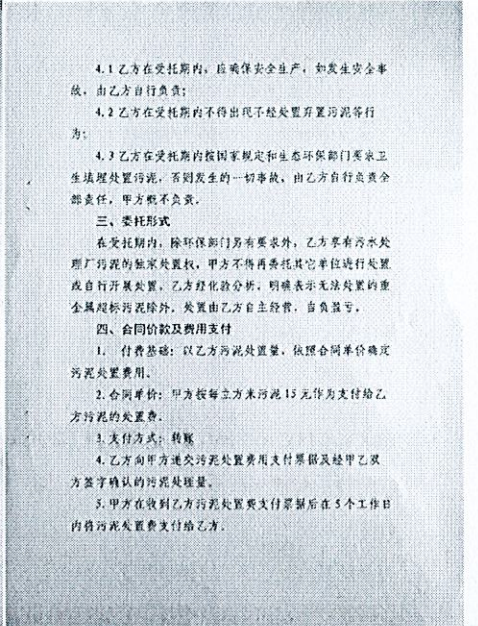 4.1 乙方在受托期内，应确保安全生产，如发生安全事
故，由乙方自行负责；
4.2 乙方在受托期内不得出现不经处置弃置污泥等行
为；
4.3 乙方在受托期内按国家规定和生态环保部门要求卫
生填埋处置污泥，否则发生的一切事故，由乙方自行负责全
部责任，甲方概不负责。
三、委托形式
在受托期内，除环保部门另有要求外，乙方享有污水处
理厂污泥的独家处置权，甲方不得再委托其它单位进行处置
或自行开展处置，乙方经化验分析，明确表示无法处置的重
金属超标污泥除外，处置由乙方自主经营，自负盈亏。
四、合同价款及费用支付
1. 付费基础：以乙方污泥处置量，依照合同单价确定
污泥处置费用。
2.合同单价：甲方按每立方米污泥 15 元作为支付给乙
方污泥的处置费。
3.支付方式：转账
4.乙方向甲方递交污泥处置费用支付票据及经甲乙双
方签字确认的污泥处理量。
5.甲方在收到乙方污泥处置费支付票据后在 5 个工作日
内将污泥处置费支付给乙方。